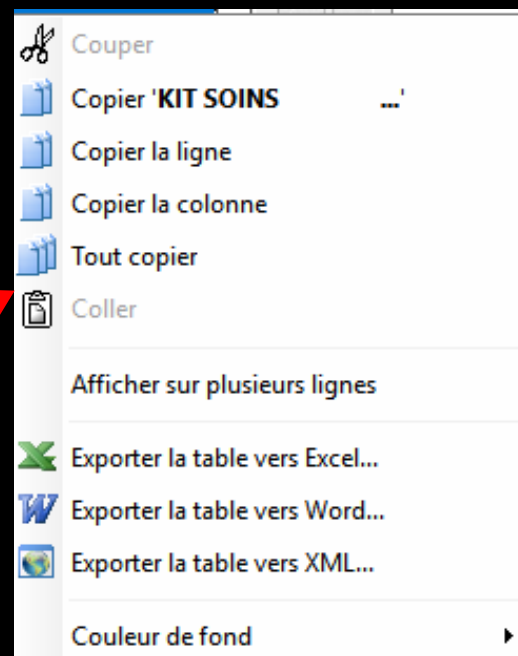 Couper
Copier 'KIT SOINS ...'
Copier la ligne
Copier la colonne
Tout copier
Coller
Afficher sur plusieurs lignes
Exporter la table vers Excel...
Exporter la table vers Word...
Exporter la table vers XML...
Couleur de fond